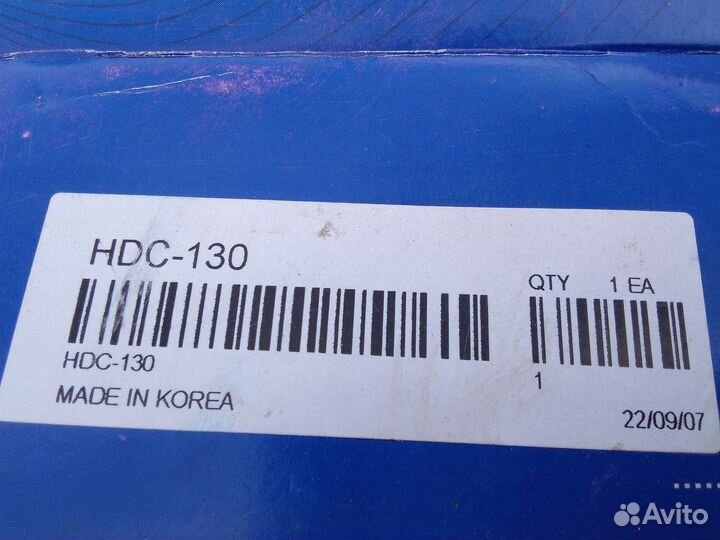 HDC-130
QTY 1 EA
HDC-130
1
MADE IN KOREA
22/09/07
Avito